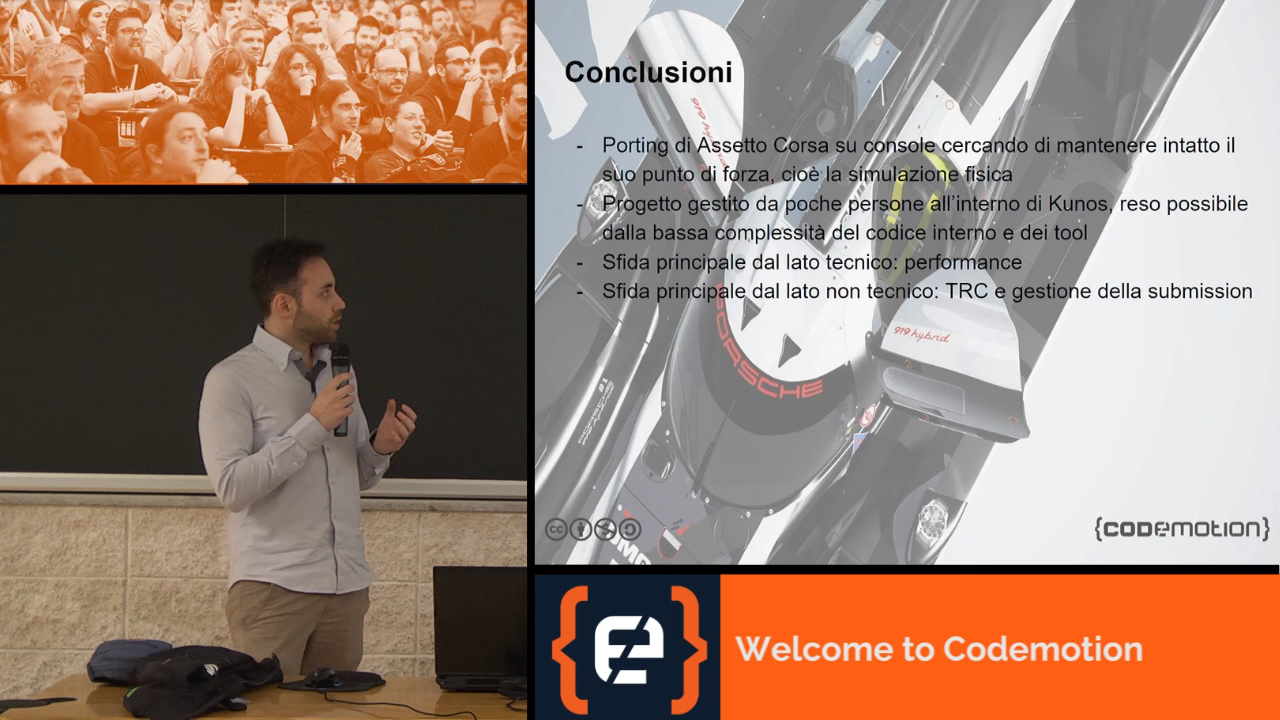 Conclusioni
- Porting di Assetto Corsa su console cercando di mantenere intatto il
suo punto di forza, cioè la simulazione fisica
- Progetto gestito da poche persone all'interno di Kunos, reso possibile
dalla bassa complessità del codice interno e dei tool
- Sfida principale dal lato tecnico: performance
- Sfida principale dal lato non tecnico: TRC e gestione della submission
919 hybrid
919 hybrid
PORSCHE
cc
{CODEMOTION}
Welcome to Codemotion